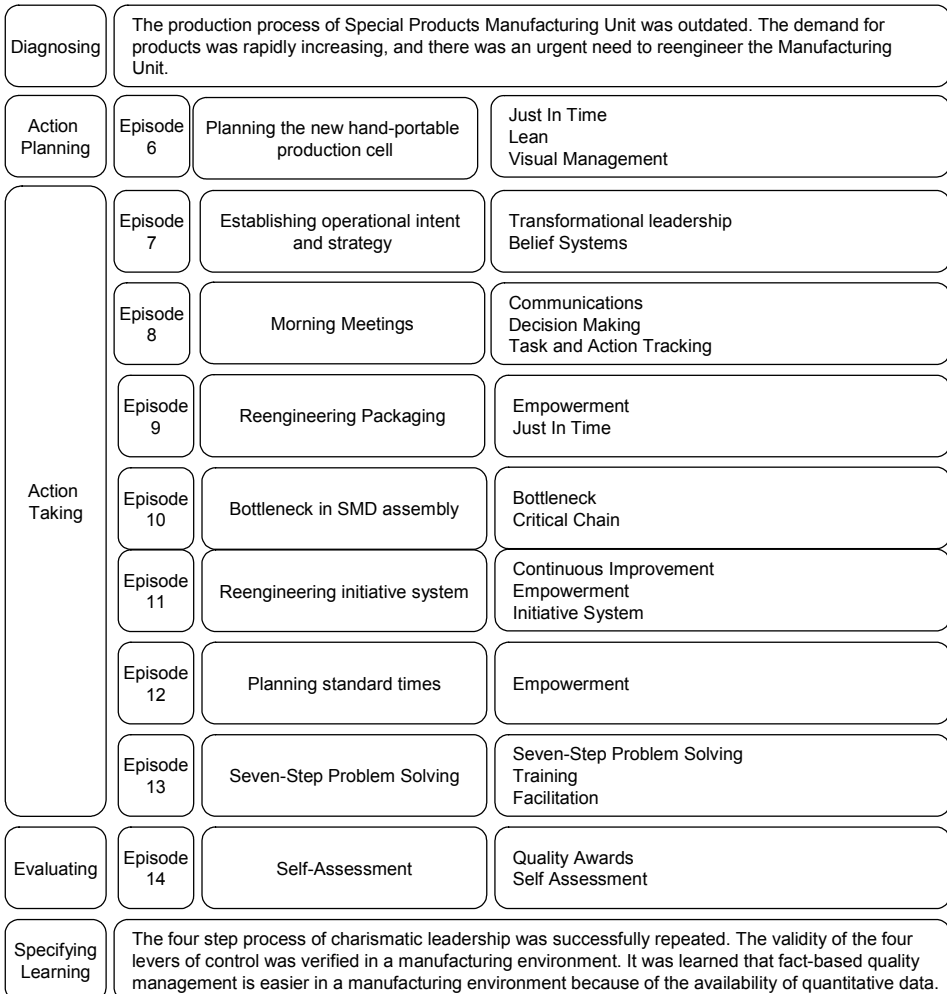 Diagnosing
The production process of Special Products Manufacturing Unit was outdated. The demand for
products was rapidly increasing, and there was an urgent need to reengineer the Manufacturing
Unit.
Action
Planning
Episode
6
Planning the new hand-portable
production cell
Just In Time
Lean
Visual Management
Action
Taking
Episode
7
Establishing operational intent
and strategy
Transformational leadership
Belief Systems
Episode
8
Morning Meetings
Communications
Decision Making
Task and Action Tracking
Episode
9
Reengineering Packaging
Empowerment
Just In Time
Episode
10
Bottleneck in SMD assembly
Bottleneck
Critical Chain
Episode
11
Reengineering initiative system
Continuous Improvement
Empowerment
Initiative System
Episode
12
Planning standard times
Empowerment
Episode
13
Seven-Step Problem Solving
Seven-Step Problem Solving
Training
Facilitation
Evaluating
Episode
14
Self-Assessment
Quality Awards
Self Assessment
Specifying
Learning
The four step process of charismatic leadership was successfully repeated. The validity of the four
levers of control was verified in a manufacturing environment. It was learned that fact-based quality
management is easier in a manufacturing environment because of the availability of quantitative data.